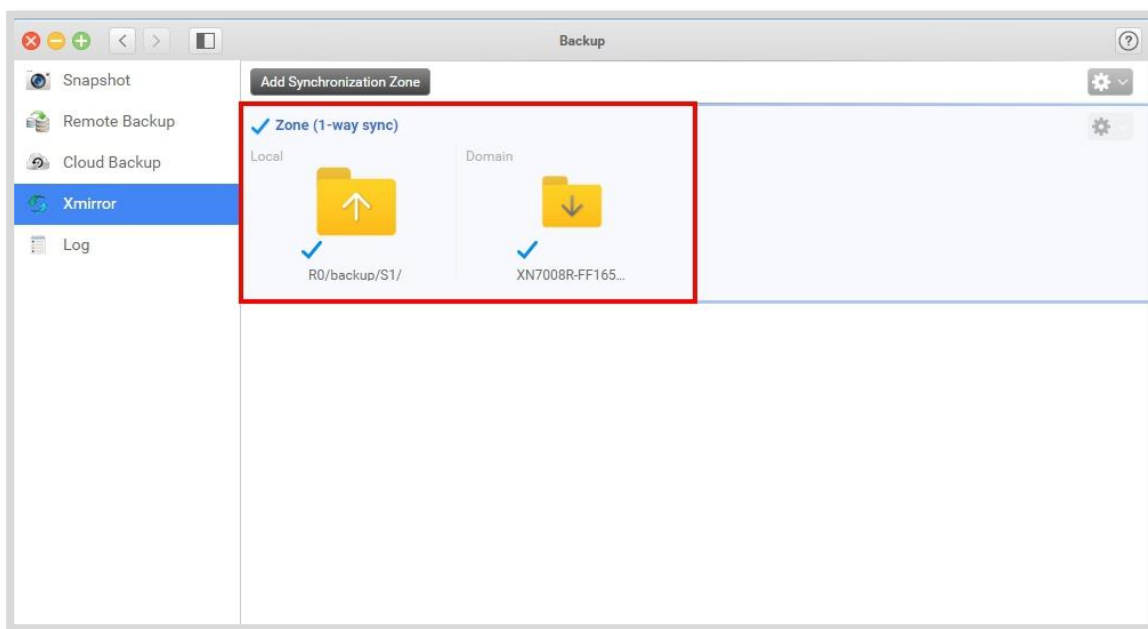 Backup
?
Snapshot
Remote Backup
Cloud Backup
Xmirror
Log
Add Synchronization Zone
Zone (1-way sync)
Local
Domain
R0/backup/S1/
XN7008R-FF165...